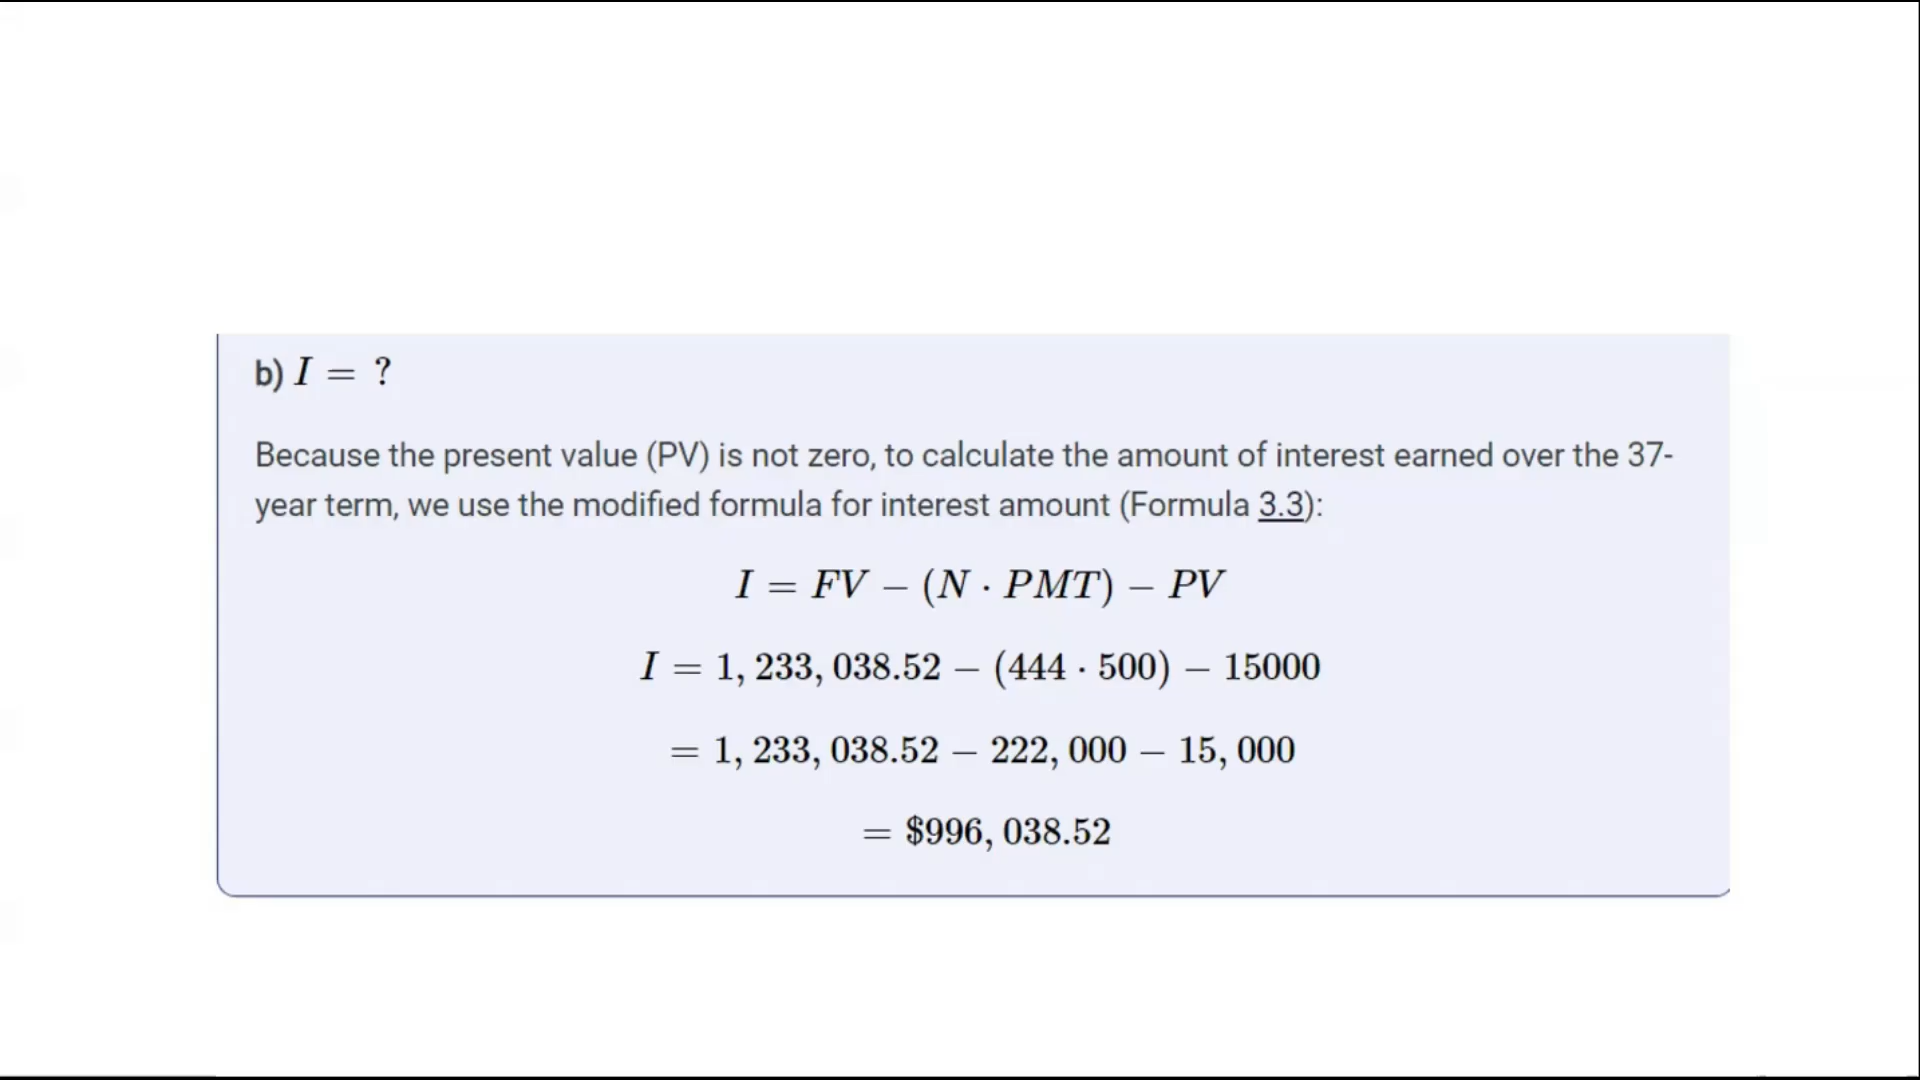 b) I = ?
Because the present value (PV) is not zero, to calculate the amount of interest earned over the 37-
year term, we use the modified formula for interest amount (Formula 3.3):
I = FV − (N · PMT) − PV
I = 1, 233, 038.52 − (444 · 500) − 15000
= 1, 233, 038.52 − 222, 000 − 15, 000
= $996, 038.52